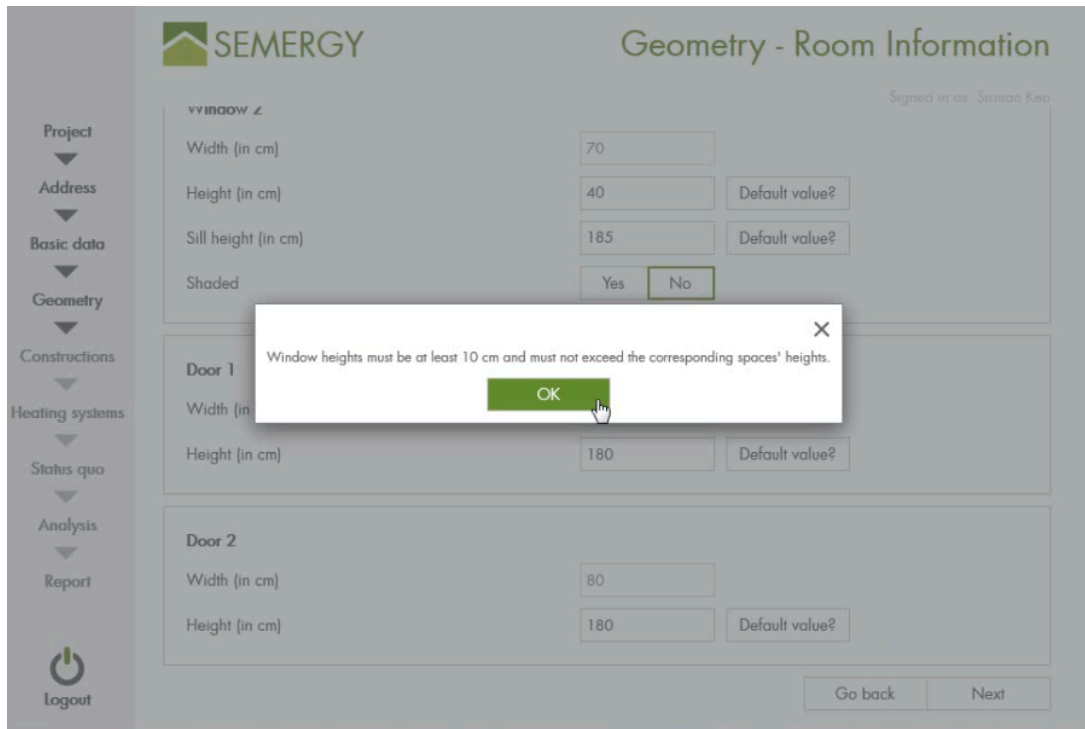 SEMERGY
Geometry - Room Information
Signed in as: Keo
Project
Address
Basic data
Geometry
Constructions
Heating systems
Status quo
Analysis
Report
Logout
Window 2
Width (in cm) 70
Height (in cm) 40 Default value?
Sill height (in cm) 185 Default value?
Shaded Yes No
Window heights must be at least 10 cm and must not exceed the corresponding spaces' heights.
OK
Door 1
Width (in
Height (in cm) 180 Default value?
Door 2
Width (in cm) 80
Height (in cm) 180 Default value?
Go back Next